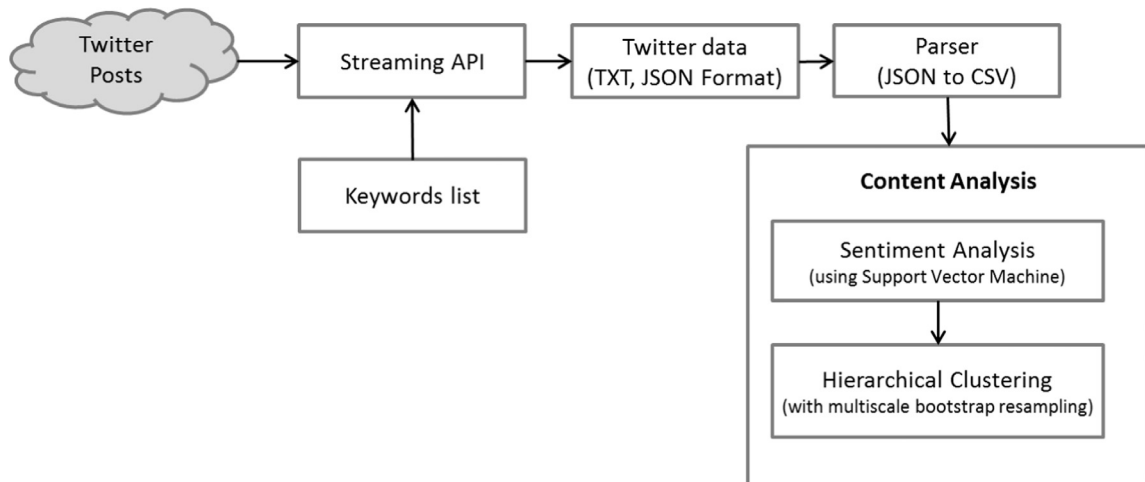 Twitter
Posts
Streaming API
Twitter data
(TXT, JSON Format)
Parser
(JSON to CSV)
Keywords list
Content Analysis
Sentiment Analysis
(using Support Vector Machine)
Hierarchical Clustering
(with multiscale bootstrap resampling)